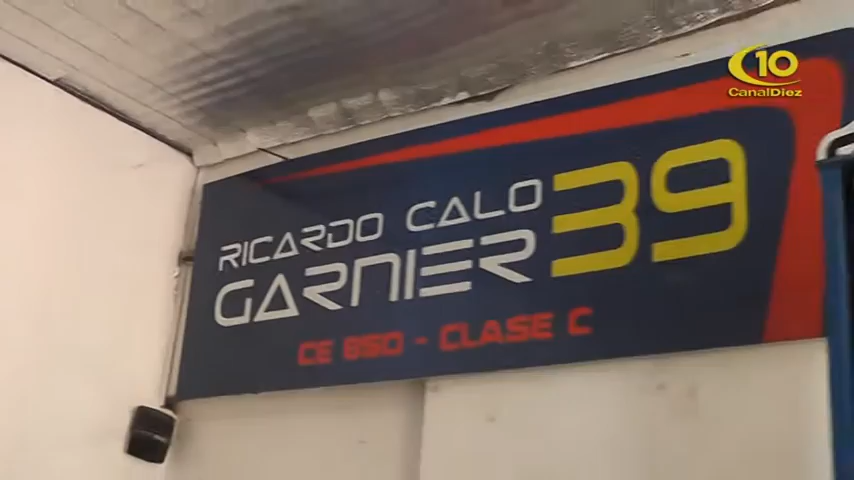 10
CanalDiez
RICARDO CALO
GARNIER 39
CE 850 - CLASE C